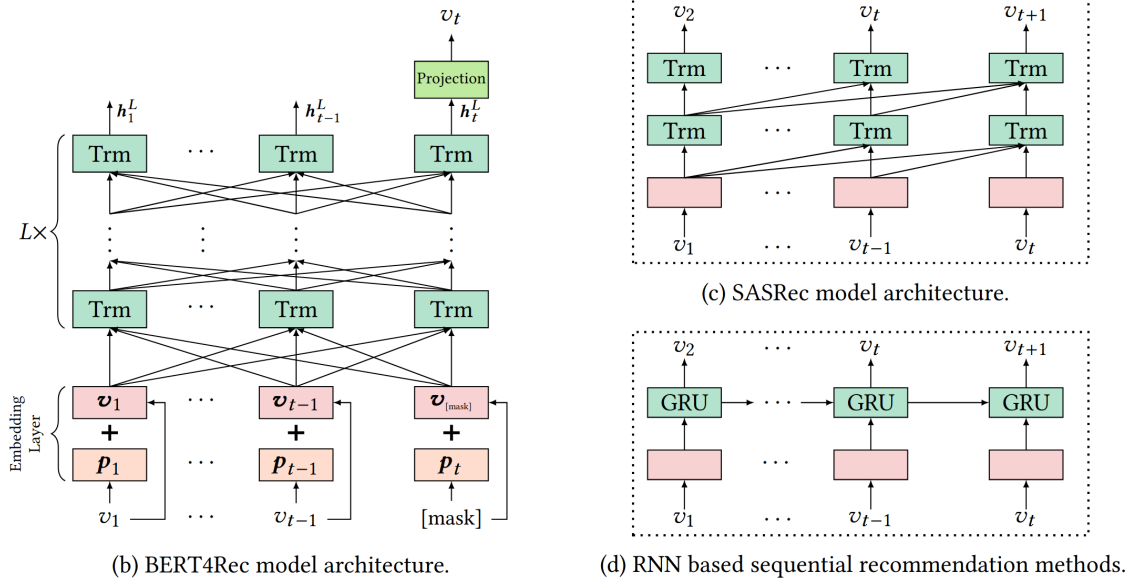 v_t
Projection
h_1^L h_{t-1}^L h_t^L
Trm ... Trm Trm
L×
Trm ... Trm Trm
Embedding Layer
v_1 ... v_{t-1} v_[mask]
+ + +
p_1 ... p_{t-1} p_t
v_1 ... v_{t-1} [mask]
(b) BERT4Rec model architecture.
v_2 v_t v_{t+1}
Trm ... Trm Trm
Trm ... Trm Trm
...
v_1 ... v_{t-1} v_t
(c) SASRec model architecture.
v_2 ... v_t v_{t+1}
GRU ... GRU GRU
...
v_1 ... v_{t-1} v_t
(d) RNN based sequential recommendation methods.